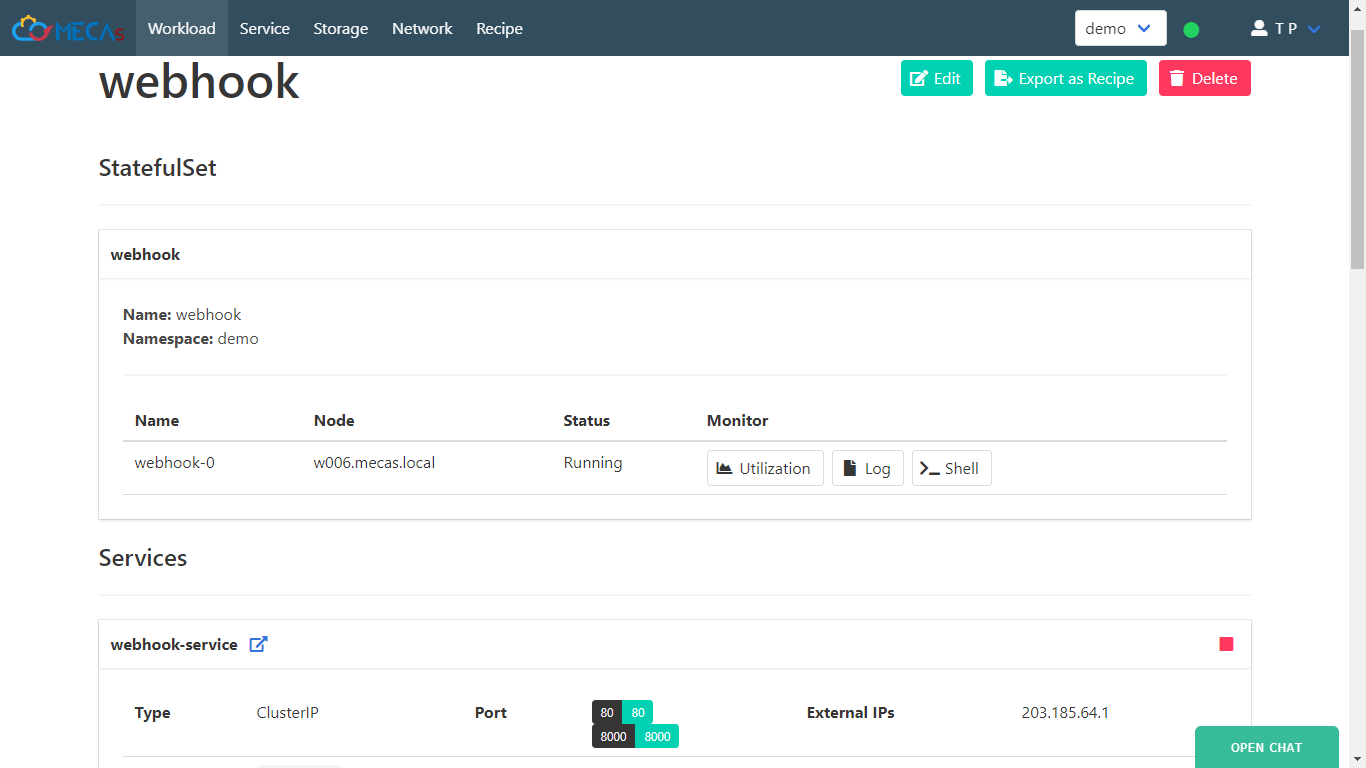 MECAs Workload Service Storage Network Recipe demo T P
webhook Edit Export as Recipe Delete
StatefulSet
webhook
Name: webhook
Namespace: demo
Name Node Status Monitor
webhook-0 w006.mecas.local Running Utilization Log Shell
Services
webhook-service
Type ClusterIP Port 80 80 External IPs 203.185.64.1
8000 8000
OPEN CHAT